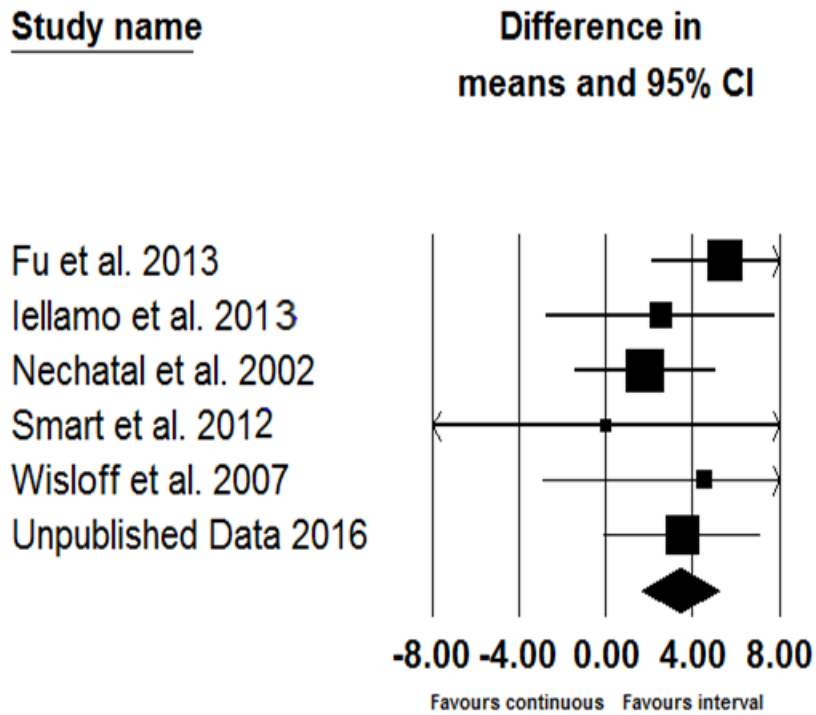 Study name
Difference in
means and 95% CI
Fu et al. 2013
Iellamo et al. 2013
Nechatal et al. 2002
Smart et al. 2012
Wisloff et al. 2007
Unpublished Data 2016
-8.00 -4.00 0.00 4.00 8.00
Favours continuous Favours interval